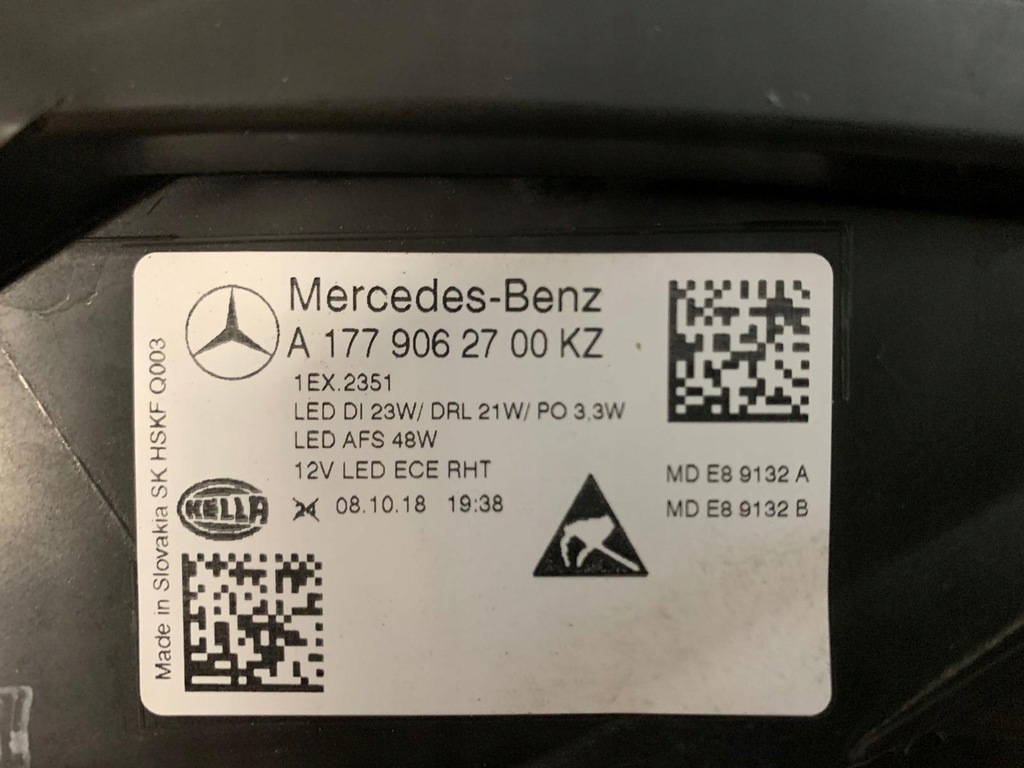 Mercedes-Benz
A 177 906 27 00 KZ
1EX.2351
LED DI 23W/ DRL 21W/ PO 3,3W
LED AFS 48W
12V LED ECE RHT
24 08.10.18 19:38
HELLA
MD E8 9132 A
MD E8 9132 B
Made in Slovakia SK HSKF Q003